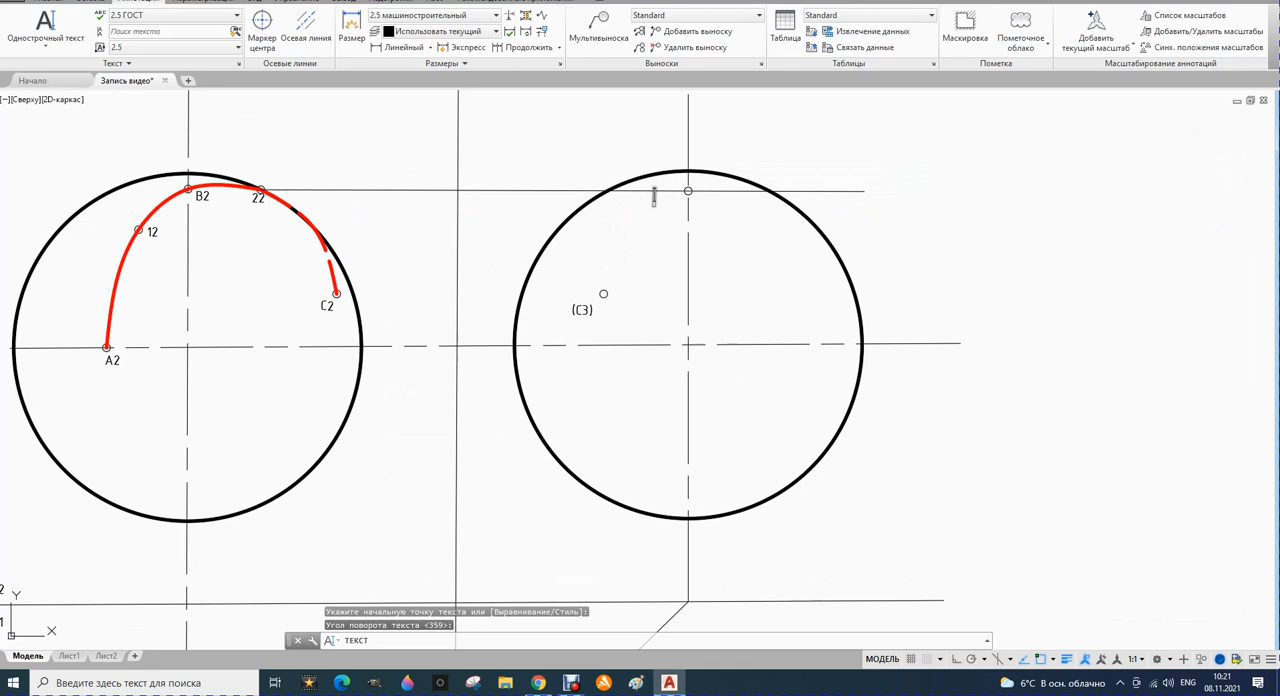 2.5 ГОСТ
2.5 машиностроительный
Standard
Standard
Список масштабов
Поиск текста
Использовать текущий
Добавить выноску
Извлечение данных
Добавить/Удалить масштабы
Однострочный текст
Маркер центра
Осевая линия
Размер
Мультивыноска
Таблица
Маскировка
Пометочное облако
Добавить текущий масштаб
2.5
Линейный
Экспресс
Продолжить
Удалить выноску
Связать данные
Синх. положения масштаба
Текст
Осевые линии
Размеры
Выноски
Таблицы
Пометка
Масштабирование аннотаций
Начало
Запись видео*
[−][Сверху][2D-каркас]
B2
22
12
C2
(C3)
A2
2
Y
1
X
Укажите начальную точку текста или [Выравнивание/Стиль]:
Угол поворота текста <359>:
ТЕКСТ
Модель
Лист1
Лист2
МОДЕЛЬ
1:1
Введите здесь текст для поиска
6°C В осн. облачно
ENG
10:21
08.11.2021